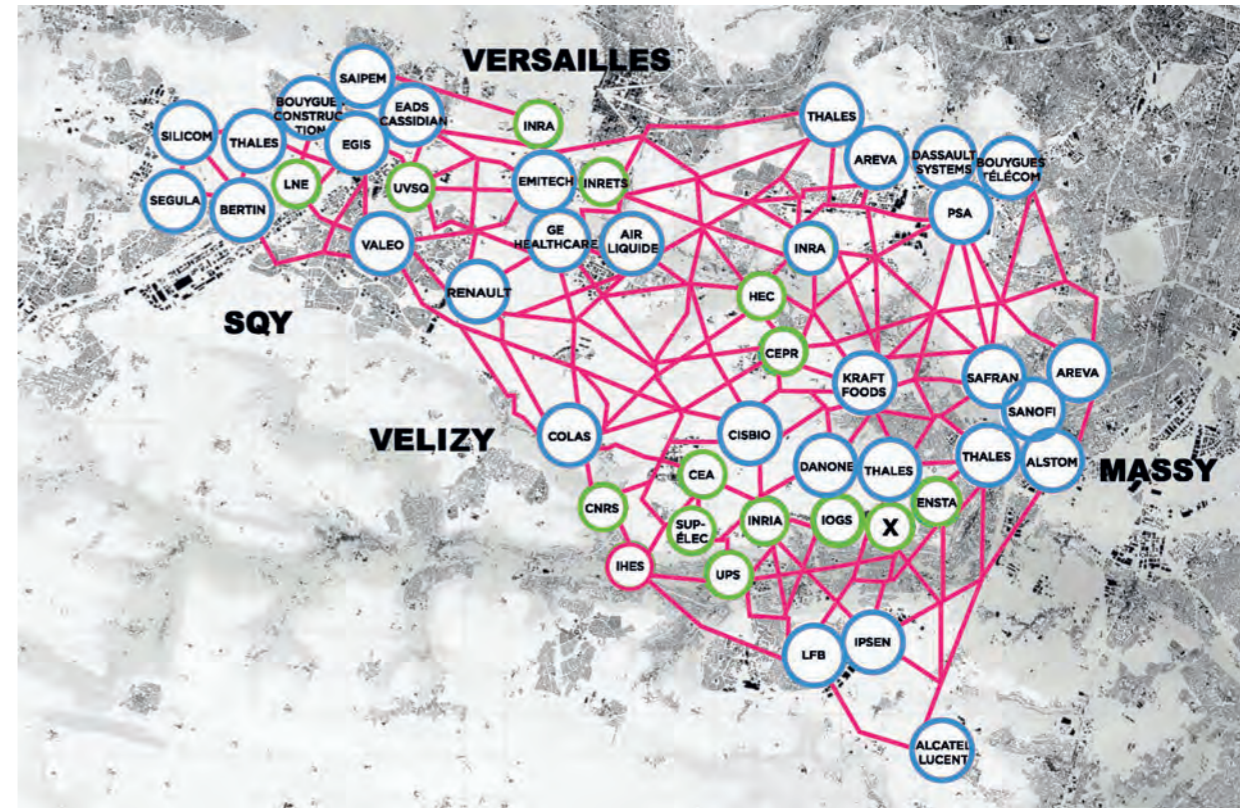 VERSAILLES
SAIPEM
BOUYGUES
CONSTRUC
TION
EADS
CASSIDIAN
INRA
THALES
SILICOM
THALES
EGIS
AREVA
DASSAULT
SYSTEMS
BOUYGUES
TÉLÉCOM
LNE
UVSQ
EMITECH
INRETS
SEGULA
BERTIN
PSA
VALEO
GE
HEALTHCARE
AIR
LIQUIDE
INRA
RENAULT
HEC
SQY
CEPR
KRAFT
FOODS
SAFRAN
AREVA
SANOFI
VELIZY
COLAS
CISBIO
CEA
DANONE
THALES
THALES
ALSTOM
MASSY
CNRS
SUP-
ÉLEC
INRIA
IOGS
X
ENSTA
IHES
UPS
LFB
IPSEN
ALCATEL
LUCENT